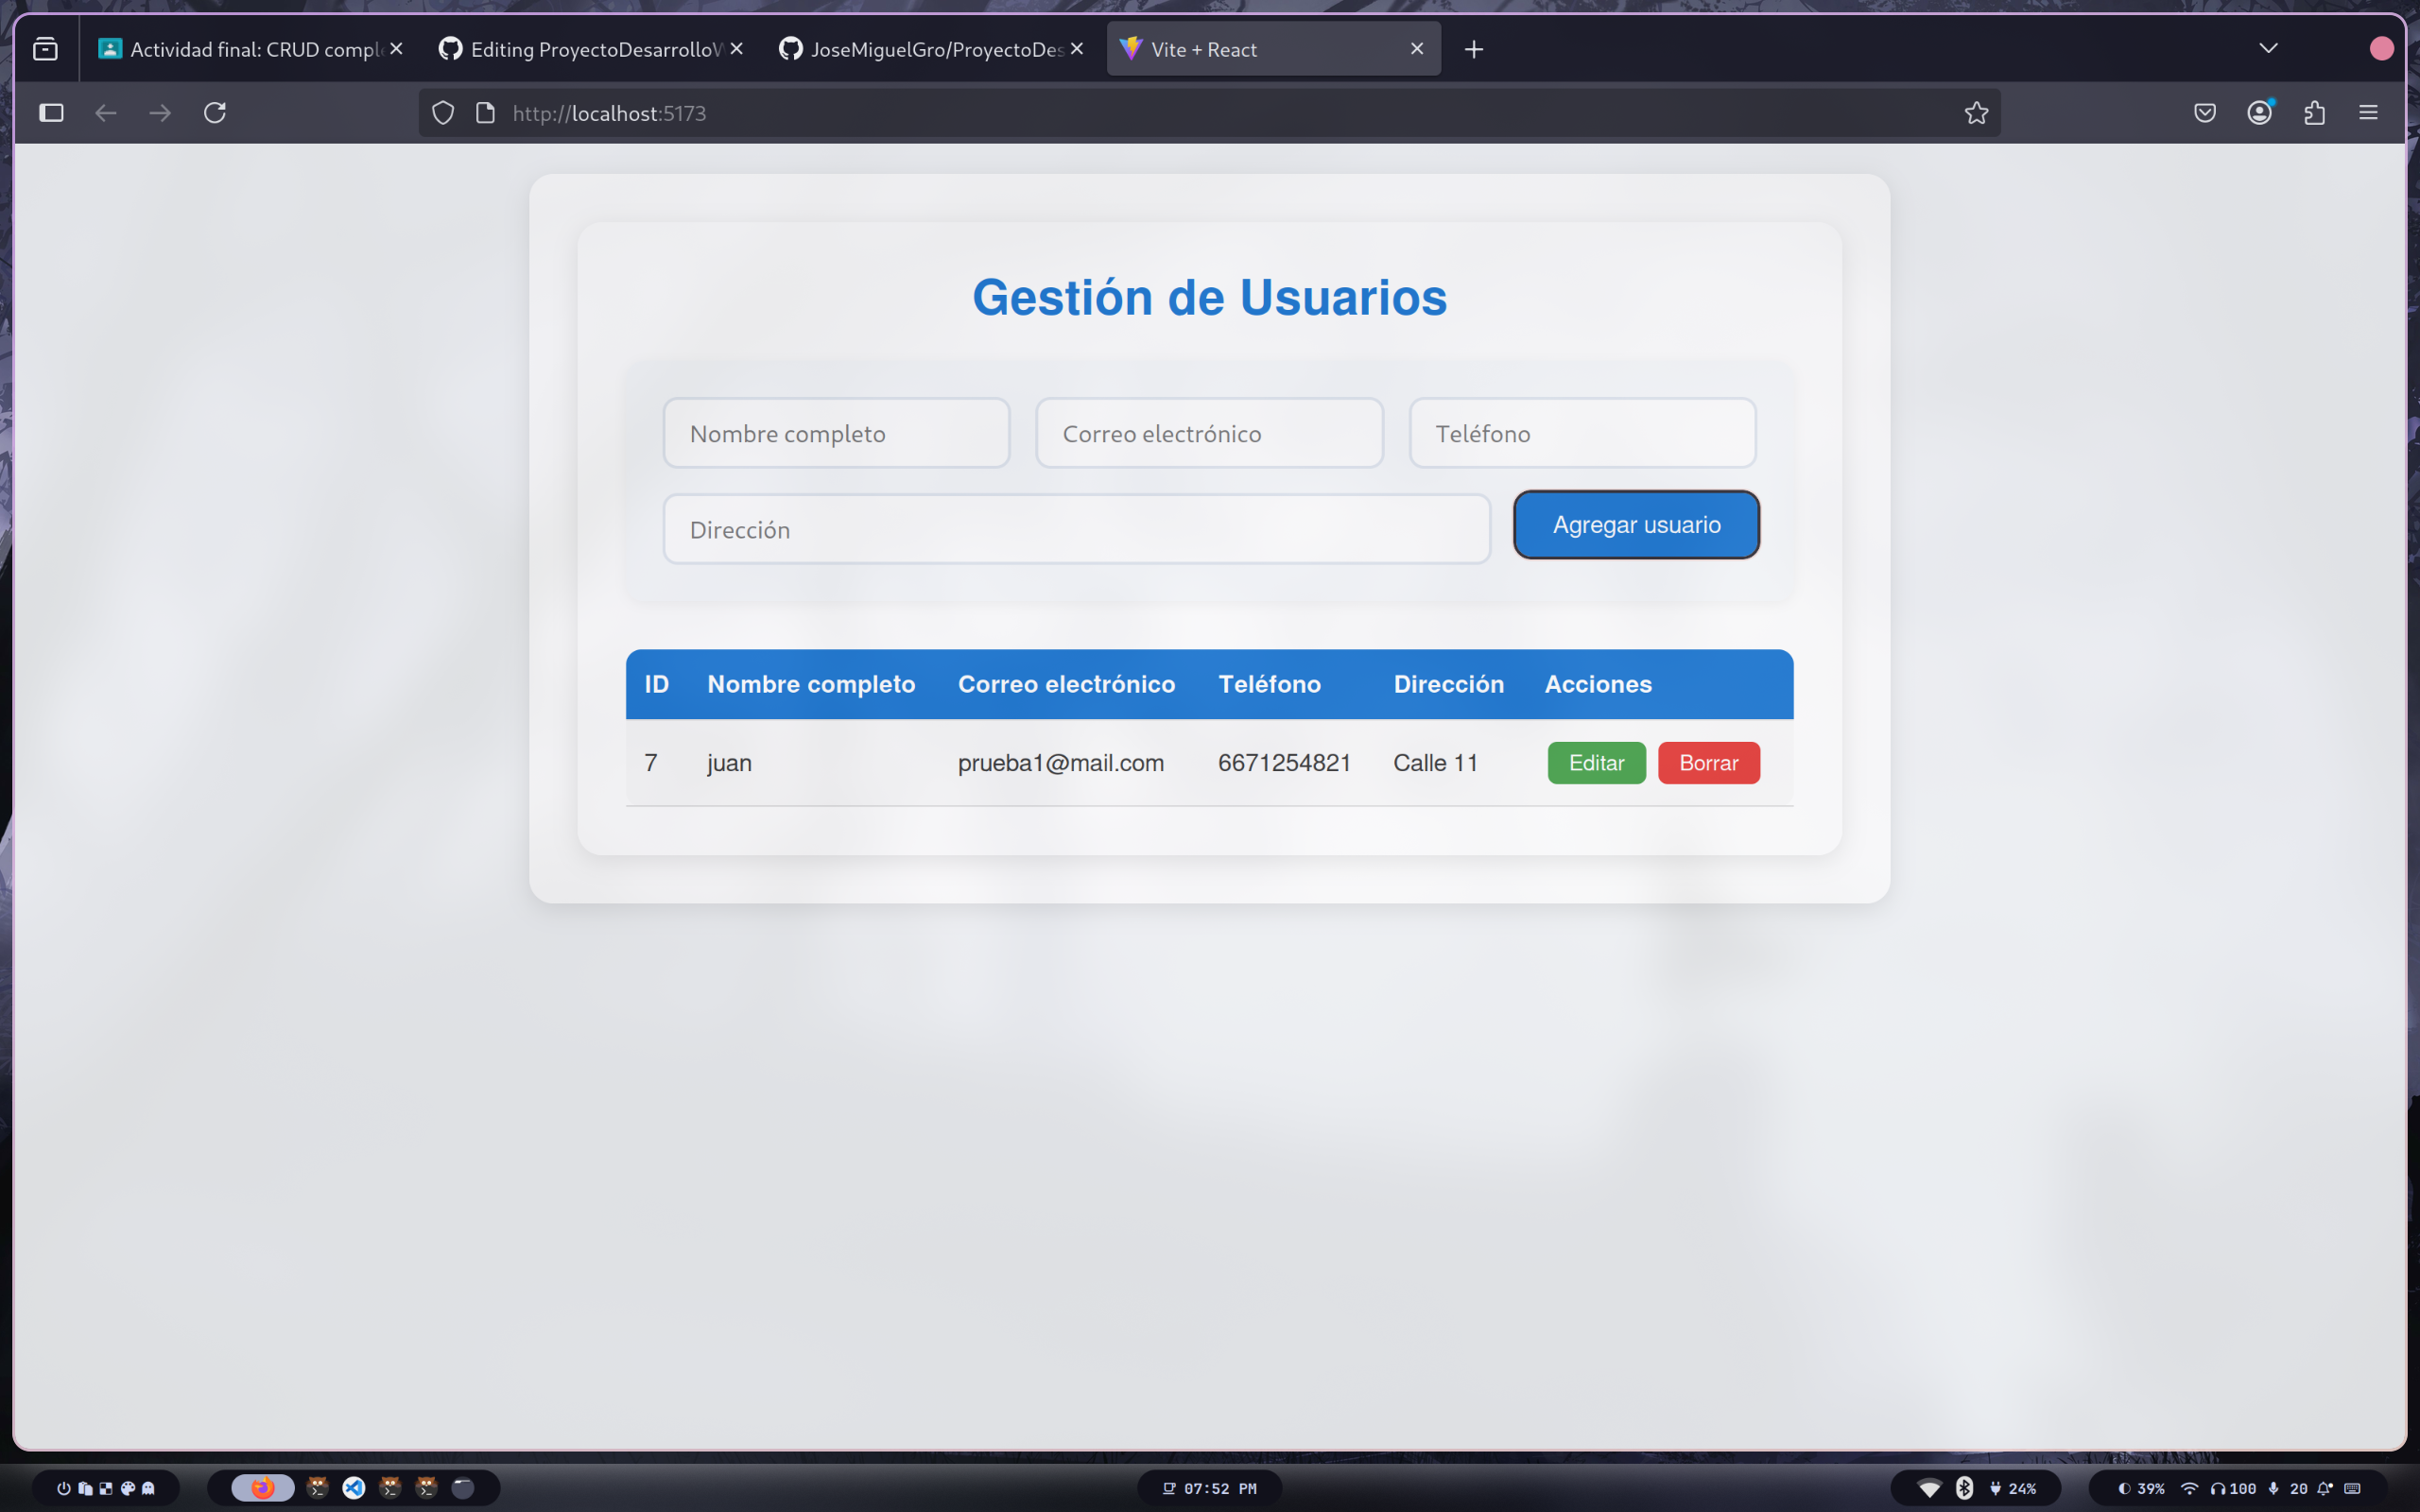 Actividad final: CRUD comple
Editing ProyectoDesarrolloW
JoseMiguelGro/ProyectoDes
Vite + React
http://localhost:5173
Gestión de Usuarios
Nombre completo
Correo electrónico
Teléfono
Dirección
Agregar usuario
ID Nombre completo Correo electrónico Teléfono Dirección Acciones
7 juan prueba1@mail.com 6671254821 Calle 11 Editar Borrar
07:52 PM
24%
39% 100 20